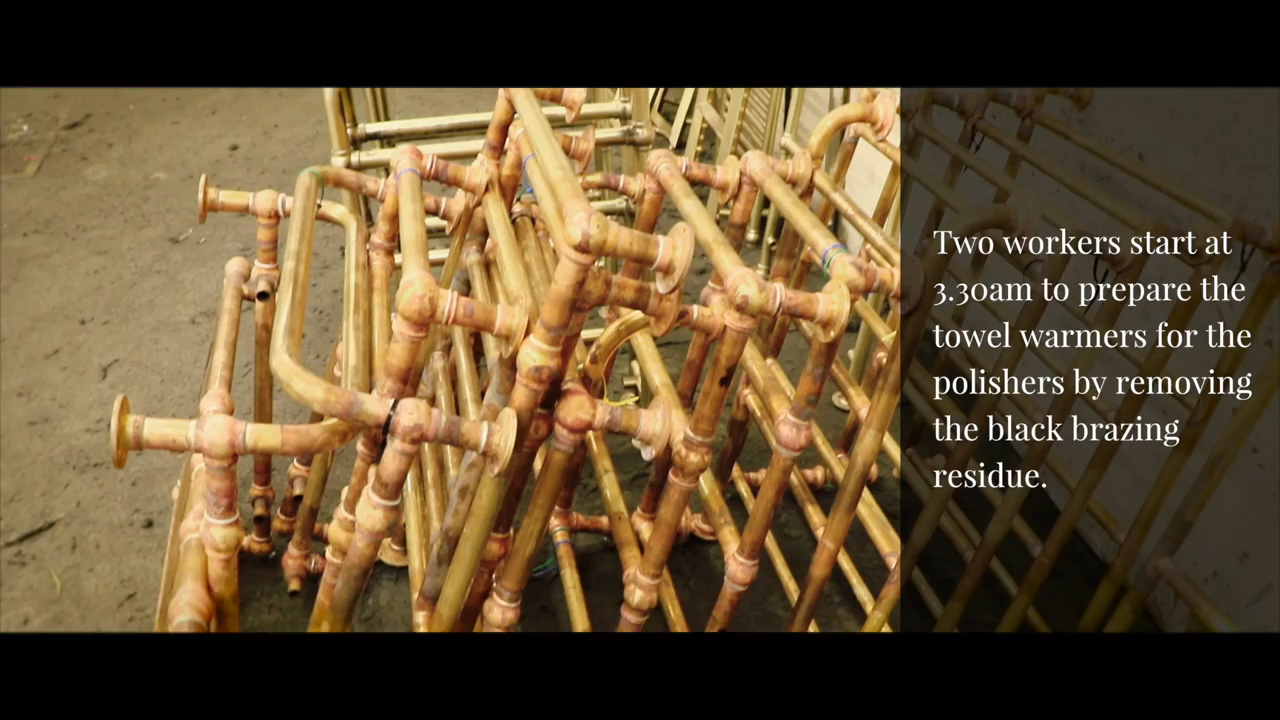 Two workers start at
3.30am to prepare the
towel warmers for the
polishers by removing
the black brazing
residue.